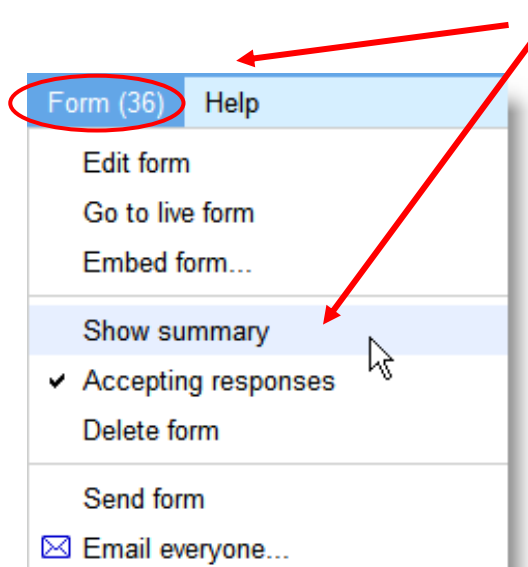 Form (36) Help
Edit form
Go to live form
Embed form...
Show summary
Accepting responses
Delete form
Send form
Email everyone...